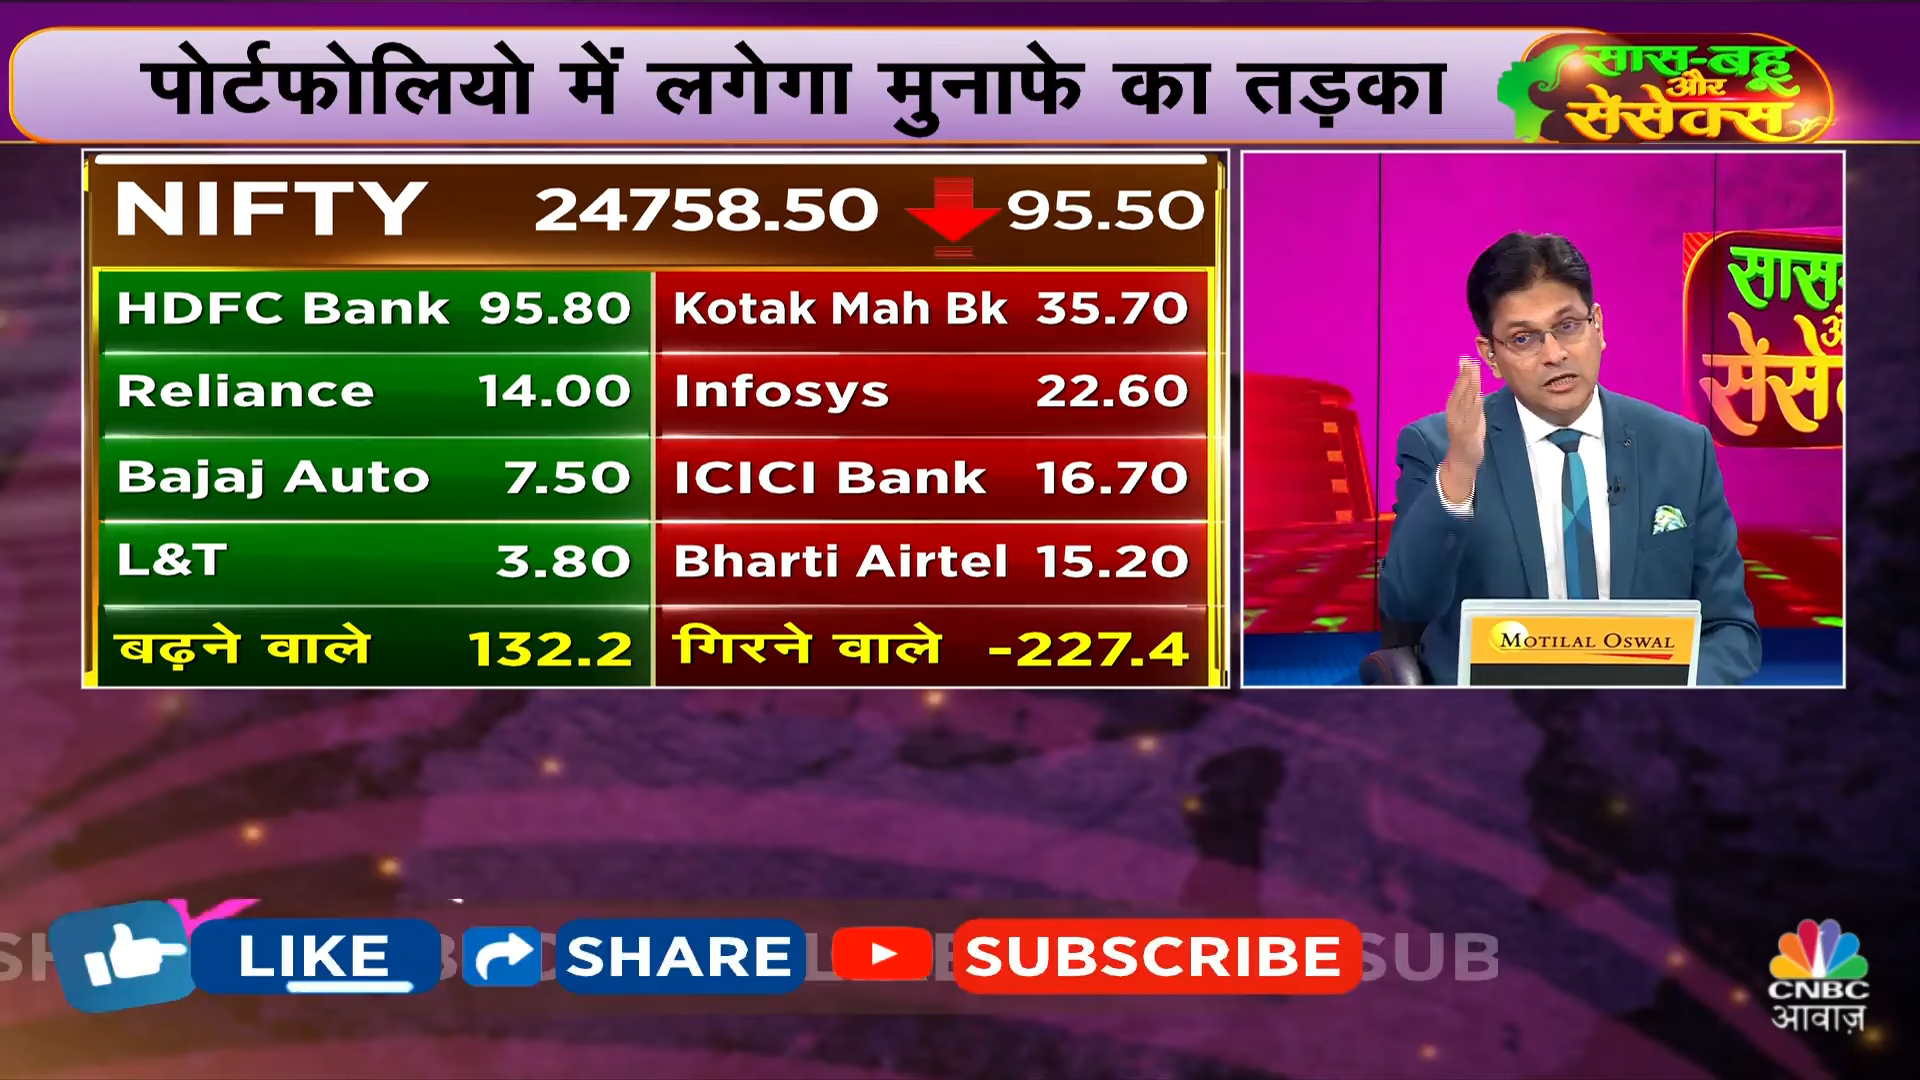 पोर्टफोलियो में लगेगा मुनाफे का तड़का
सास-बहू
और
सेंसेक्स
NIFTY 24758.50 95.50
HDFC Bank 95.80 Kotak Mah Bk 35.70
Reliance 14.00 Infosys 22.60
Bajaj Auto 7.50 ICICI Bank 16.70
L&T 3.80 Bharti Airtel 15.20
बढ़ने वाले 132.2 गिरने वाले -227.4
MOTILAL OSWAL
LIKE SHARE SUBSCRIBE
CNBC
आवाज़